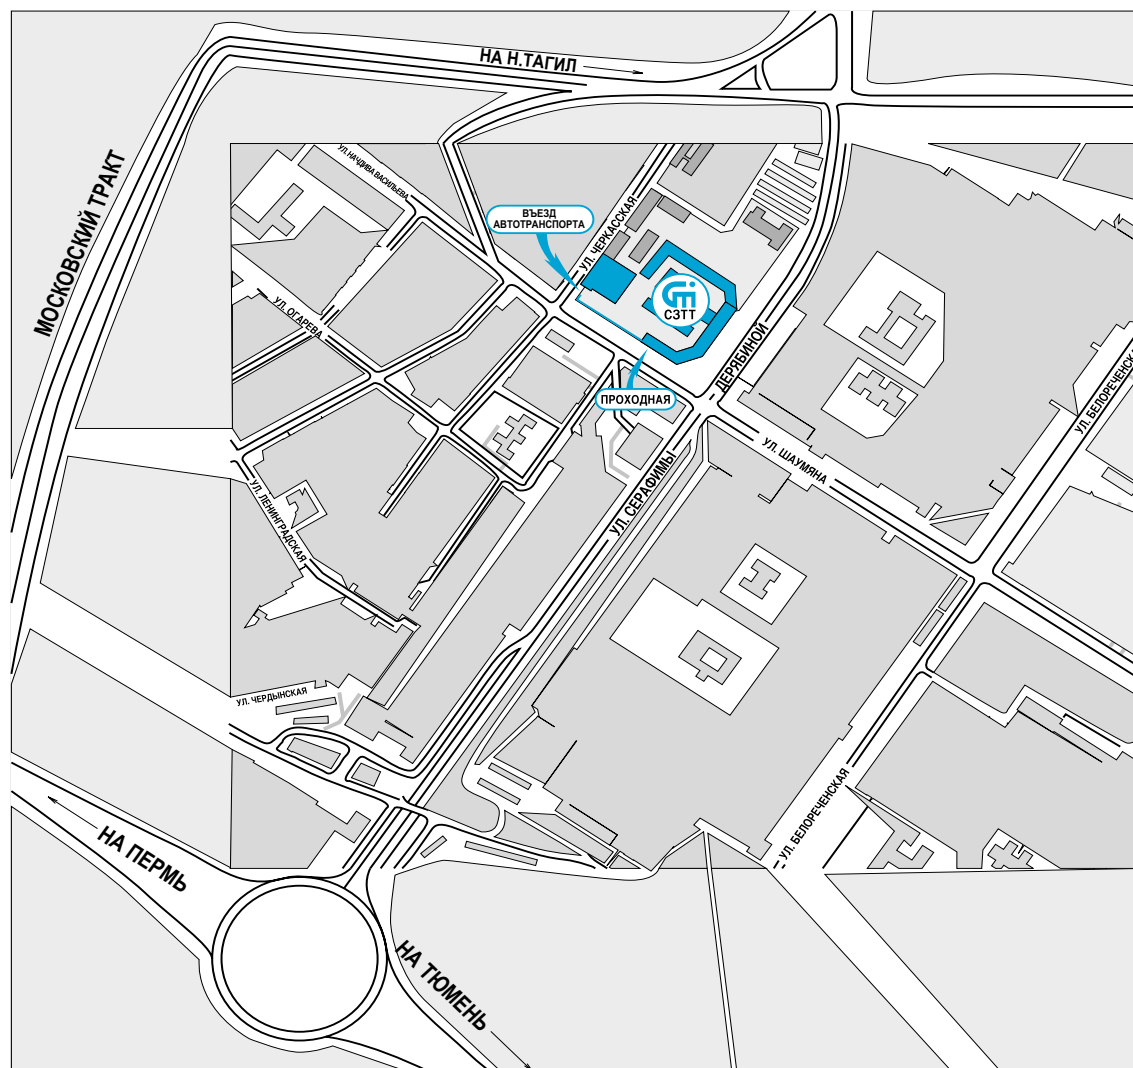 НА Н.ТАГИЛ
МОСКОВСКИЙ ТРАКТ
УЛ. НАЧДИВА ВАСИЛЬЕВА
ВЪЕЗД
АВТОТРАНСПОРТА
УЛ. ЧЕРКАССКАЯ
СЗТТ
УЛ. ОГАРЕВА
ПРОХОДНАЯ
ДЕРЯБИНОЙ
УЛ. БЕЛОРЕЧЕНСК
УЛ. ШАУМЯНА
УЛ. СЕРАФИМЫ
УЛ. ЛЕНИНГРАДСКАЯ
УЛ. ЧЕРДЫНСКАЯ
УЛ. БЕЛОРЕЧЕНСКАЯ
НА ПЕРМЬ
НА ТЮМЕНЬ